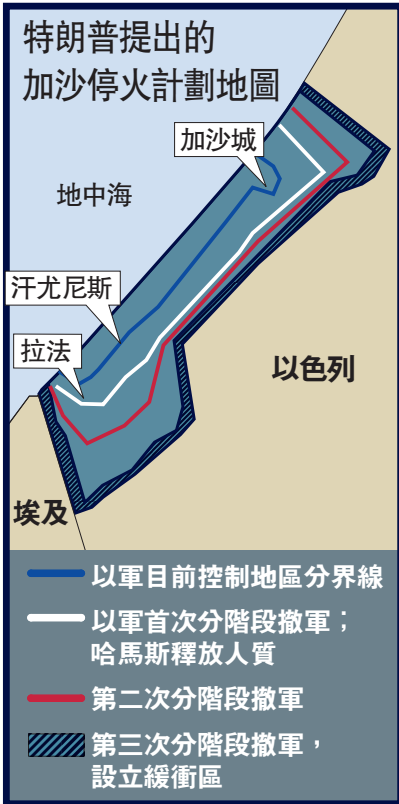 特朗普提出的
加沙停火計劃地圖
加沙城
地中海
汗尤尼斯
拉法
以色列
埃及
以軍目前控制地區分界線
以軍首次分階段撤軍；
哈馬斯釋放人質
第二次分階段撤軍
第三次分階段撤軍，
設立緩衝區